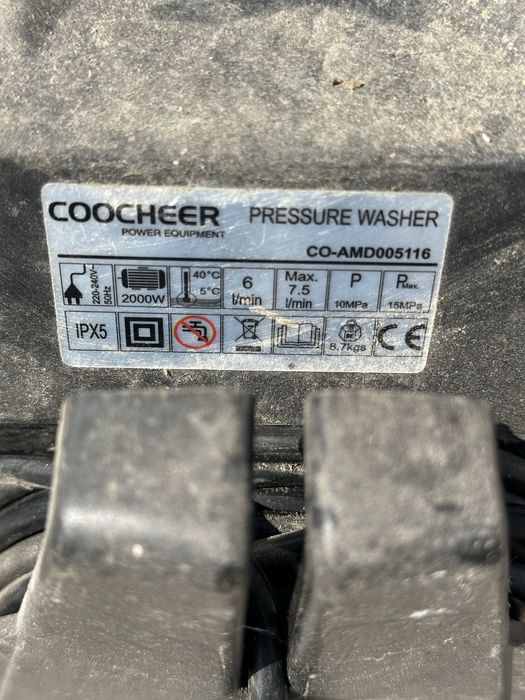 COOCHEER PRESSURE WASHER
POWER EQUIPMENT
CO-AMD005116
220-240V~
50Hz
2000W
40°C
5°C
6
l/min
Max.
7.5
l/min
P
10MPa
P Max.
15MPa
IPX5
8.7kgs
CE